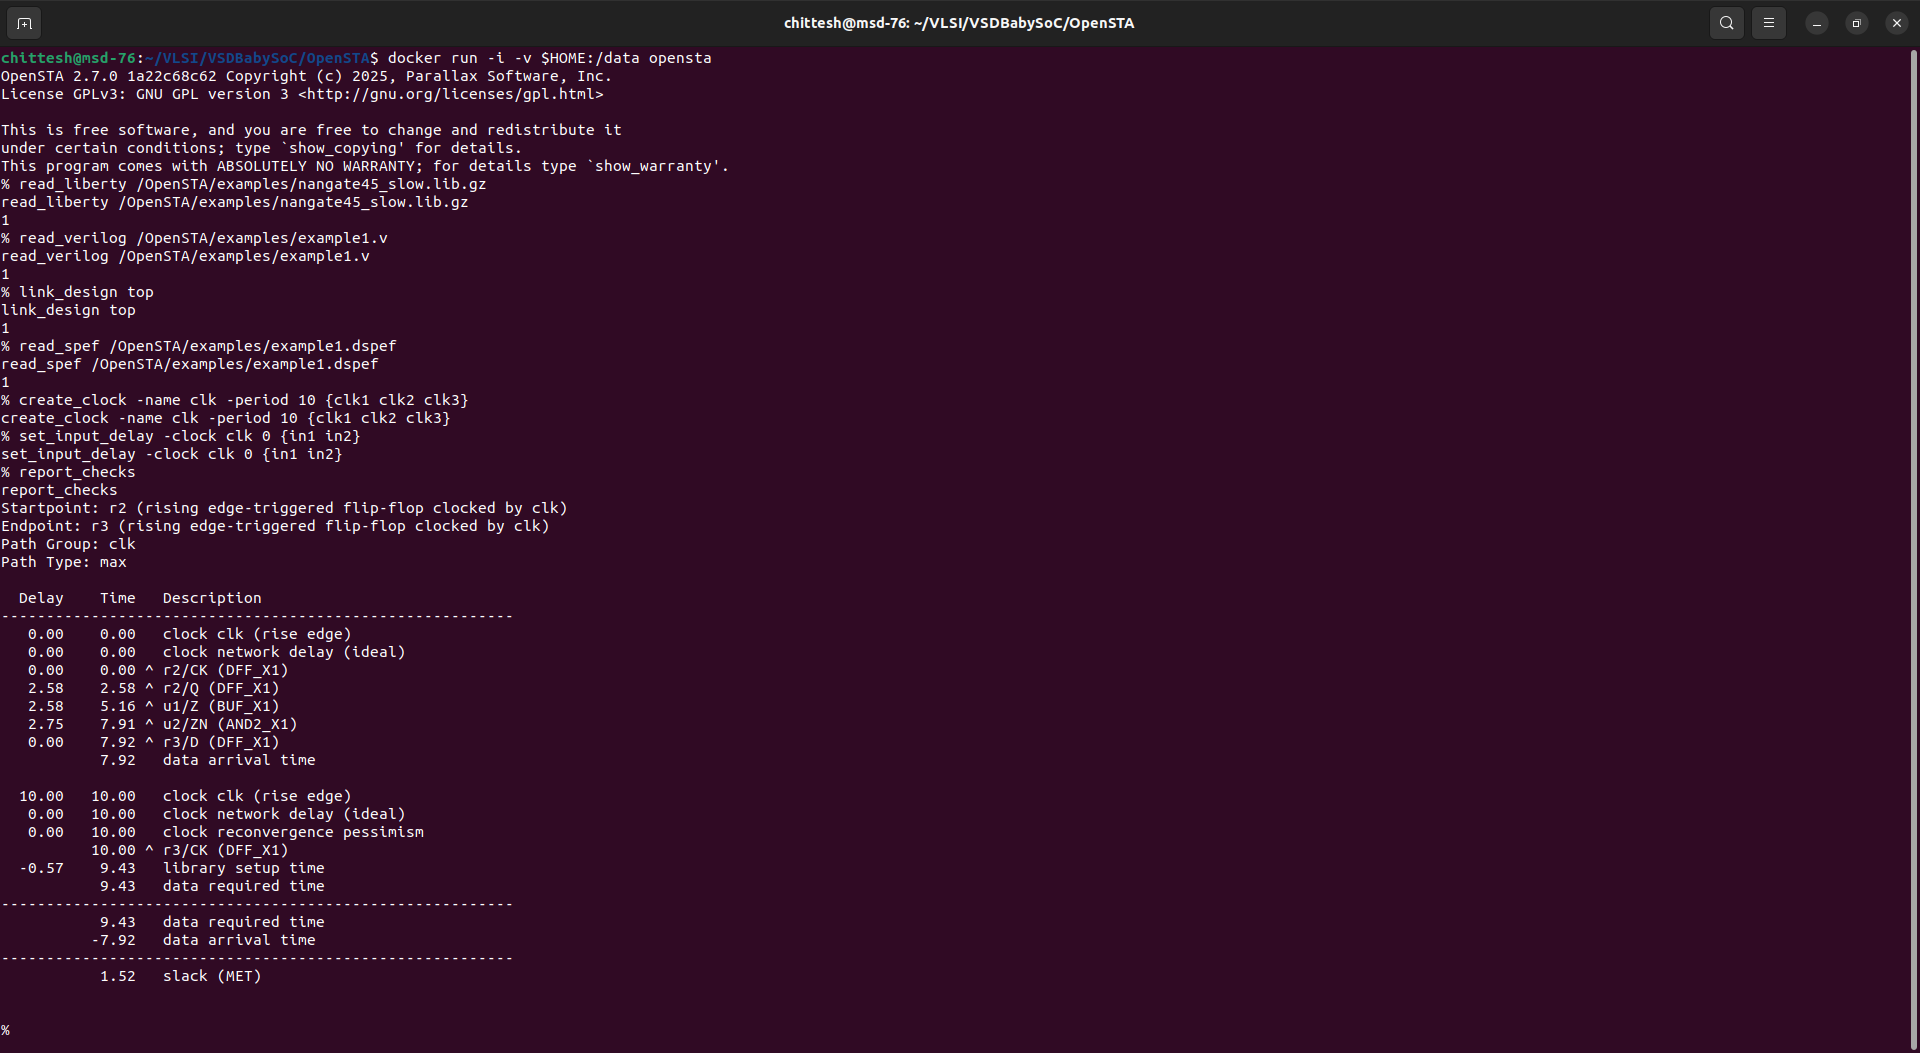 chittesh@msd-76: ~/VLSI/VSDBabySoC/OpenSTA
chittesh@msd-76:~/VLSI/VSDBabySoC/OpenSTA$ docker run -i -v $HOME:/data opensta
OpenSTA 2.7.0 1a22c68c62 Copyright (c) 2025, Parallax Software, Inc.
License GPLv3: GNU GPL version 3 <http://gnu.org/licenses/gpl.html>

This is free software, and you are free to change and redistribute it
under certain conditions; type `show_copying' for details.
This program comes with ABSOLUTELY NO WARRANTY; for details type `show_warranty'.
% read_liberty /OpenSTA/examples/nangate45_slow.lib.gz
read_liberty /OpenSTA/examples/nangate45_slow.lib.gz
1
% read_verilog /OpenSTA/examples/example1.v
read_verilog /OpenSTA/examples/example1.v
1
% link_design top
link_design top
1
% read_spef /OpenSTA/examples/example1.dspef
read_spef /OpenSTA/examples/example1.dspef
1
% create_clock -name clk -period 10 {clk1 clk2 clk3}
create_clock -name clk -period 10 {clk1 clk2 clk3}
% set_input_delay -clock clk 0 {in1 in2}
set_input_delay -clock clk 0 {in1 in2}
% report_checks
report_checks
Startpoint: r2 (rising edge-triggered flip-flop clocked by clk)
Endpoint: r3 (rising edge-triggered flip-flop clocked by clk)
Path Group: clk
Path Type: max

  Delay    Time   Description
---------------------------------------------------------
   0.00    0.00   clock clk (rise edge)
   0.00    0.00   clock network delay (ideal)
   0.00    0.00 ^ r2/CK (DFF_X1)
   2.58    2.58 ^ r2/Q (DFF_X1)
   2.58    5.16 ^ u1/Z (BUF_X1)
   2.75    7.91 ^ u2/ZN (AND2_X1)
   0.00    7.92 ^ r3/D (DFF_X1)
           7.92   data arrival time

  10.00   10.00   clock clk (rise edge)
   0.00   10.00   clock network delay (ideal)
   0.00   10.00   clock reconvergence pessimism
          10.00 ^ r3/CK (DFF_X1)
  -0.57    9.43   library setup time
           9.43   data required time
---------------------------------------------------------
           9.43   data required time
          -7.92   data arrival time
---------------------------------------------------------
           1.52   slack (MET)

%